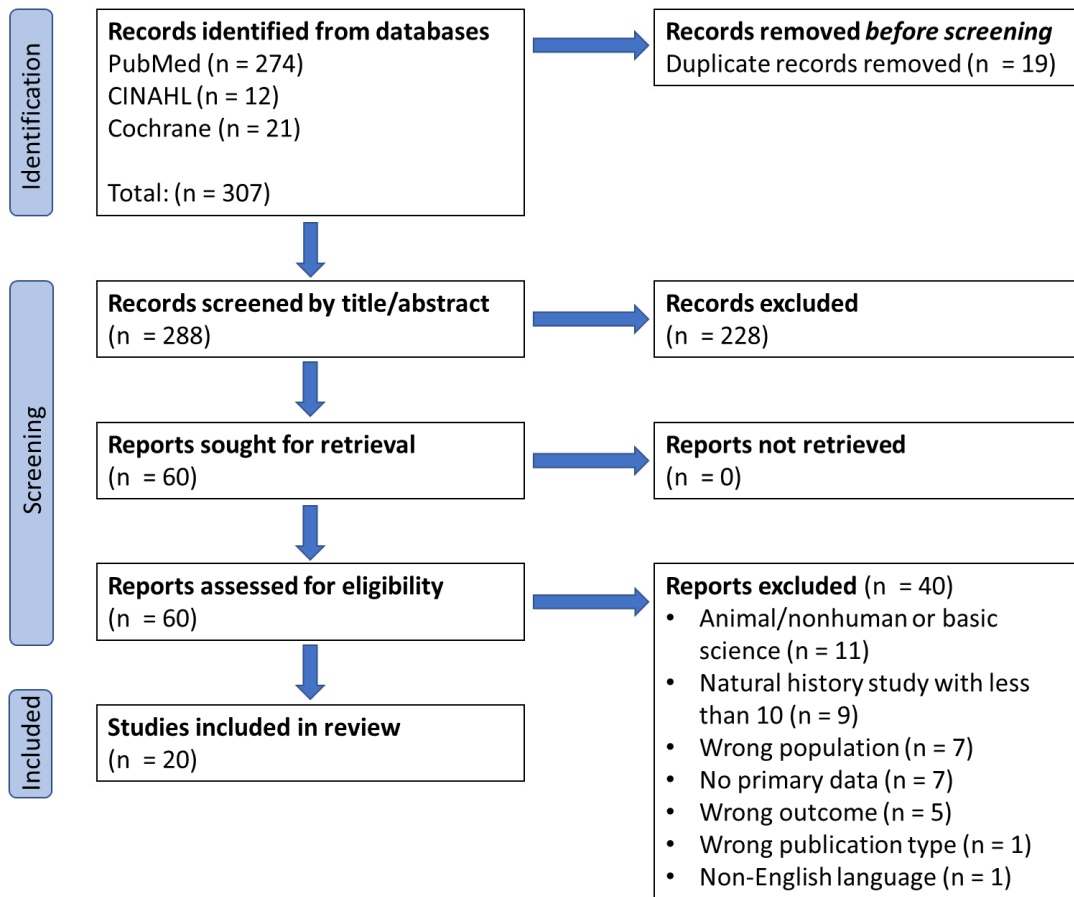 Identification
Records identified from databases
PubMed (n = 274)
CINAHL (n = 12)
Cochrane (n = 21)
Total: (n = 307)
Records removed before screening
Duplicate records removed (n = 19)
Screening
Records screened by title/abstract
(n = 288)
Records excluded
(n = 228)
Reports sought for retrieval
(n = 60)
Reports not retrieved
(n = 0)
Reports assessed for eligibility
(n = 60)
Reports excluded (n = 40)
• Animal/nonhuman or basic
science (n = 11)
• Natural history study with less
than 10 (n = 9)
• Wrong population (n = 7)
• No primary data (n = 7)
• Wrong outcome (n = 5)
• Wrong publication type (n = 1)
• Non-English language (n = 1)
Included
Studies included in review
(n = 20)